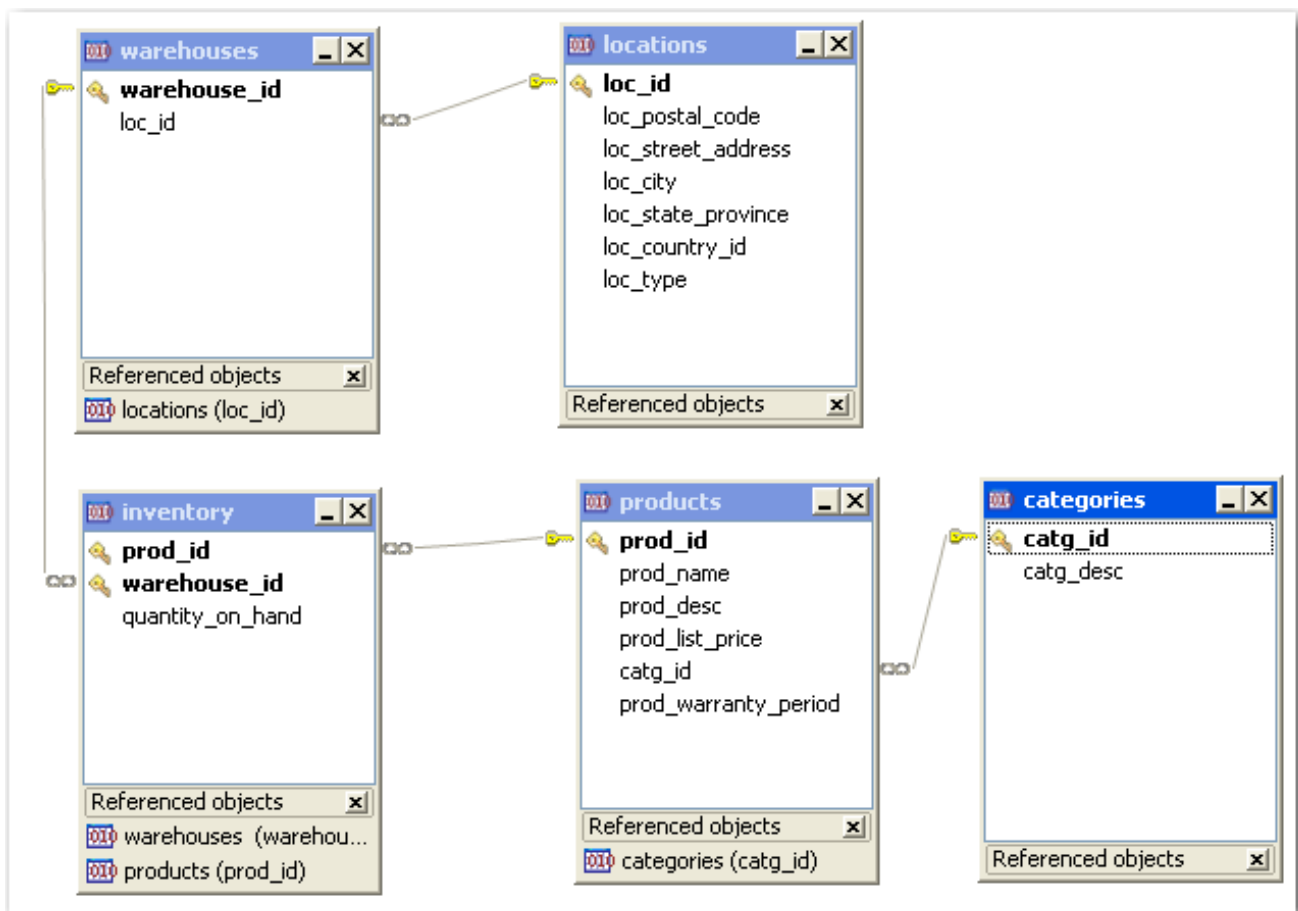 warehouses
warehouse_id
loc_id
Referenced objects
locations (loc_id)
locations
loc_id
loc_postal_code
loc_street_address
loc_city
loc_state_province
loc_country_id
loc_type
Referenced objects
inventory
prod_id
warehouse_id
quantity_on_hand
Referenced objects
warehouses (warehou...
products (prod_id)
products
prod_id
prod_name
prod_desc
prod_list_price
catg_id
prod_warranty_period
Referenced objects
categories (catg_id)
categories
catg_id
catg_desc
Referenced objects